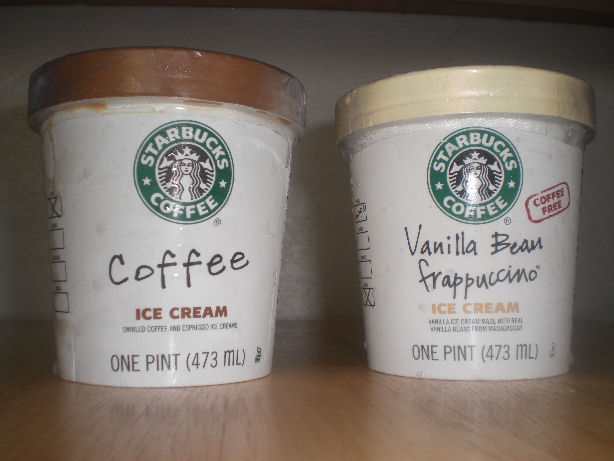 STARBUCKS
COFFEE
Coffee
ICE CREAM
SWIRLED COFFEE AND ESPRESSO ICE CREAMS
ONE PINT (473 mL)
STARBUCKS
COFFEE
COFFEE
FREE
Vanilla Bean
frappuccino
ICE CREAM
VANILLA ICE CREAM MADE WITH REAL
VANILLA BEANS FROM MADAGASCAR
ONE PINT (473 mL)